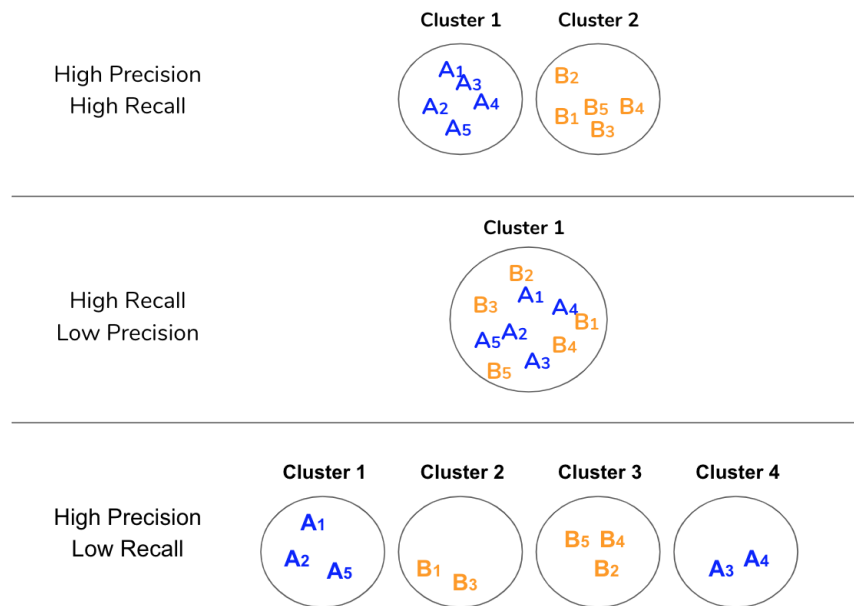 Cluster 1
Cluster 2
High Precision
High Recall
A1
A3
A2
A4
A5
B2
B1
B5
B4
B3
Cluster 1
High Recall
Low Precision
B2
A1
B3
A4
B1
A5
A2
B4
A3
B5
Cluster 1
Cluster 2
Cluster 3
Cluster 4
High Precision
Low Recall
A1
A2
A5
B1
B3
B5
B4
B2
A3
A4